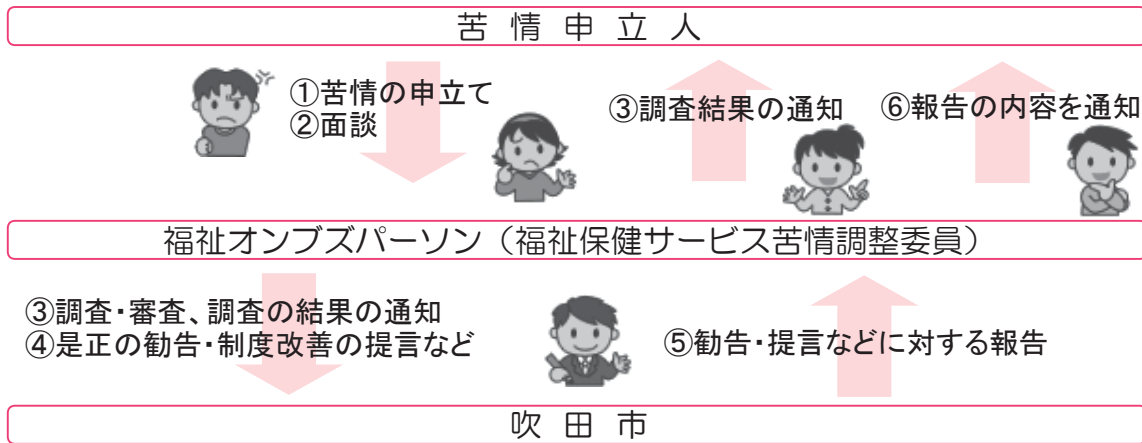 苦情申立人
①苦情の申立て
②面談
③調査結果の通知
⑥報告の内容を通知
福祉オンブズパーソン（福祉保健サービス苦情調整委員）
③調査・審査、調査の結果の通知
④是正の勧告・制度改善の提言など
⑤勧告・提言などに対する報告
吹田市